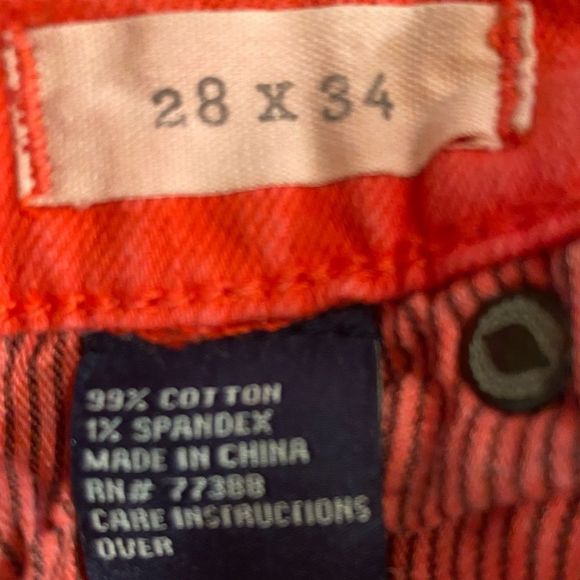 28 X 34
99% COTTON
1% SPANDEX
MADE IN CHINA
RN# 77388
CARE INSTRUCTIONS
OVER